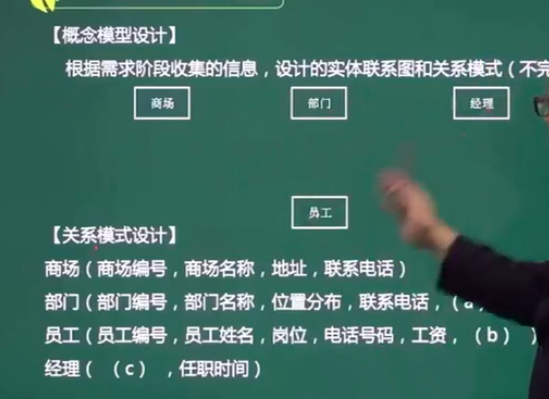 【概念模型设计】
根据需求阶段收集的信息，设计的实体联系图和关系模式（不完
商场 部门 经理
员工
【关系模式设计】
商场（商场编号，商场名称，地址，联系电话）
部门（部门编号，部门名称，位置分布，联系电话，（a）
员工（员工编号，员工姓名，岗位，电话号码，工资，（b）　）
经理（　（c）　，任职时间）